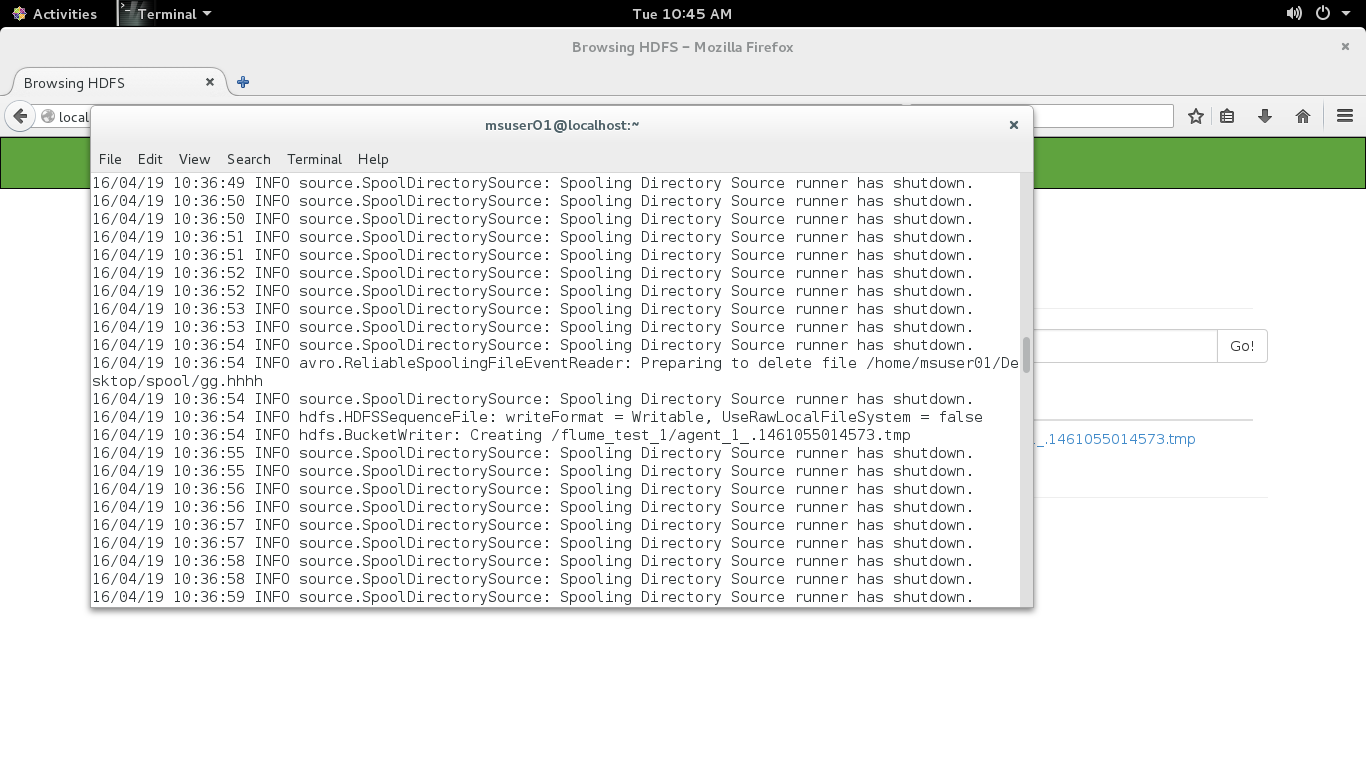 Activities
Terminal
Tue 10:45 AM
Browsing HDFS - Mozilla Firefox
Browsing HDFS
local
msuser01@localhost:~
File Edit View Search Terminal Help
16/04/19 10:36:49 INFO source.SpoolDirectorySource: Spooling Directory Source runner has shutdown.
16/04/19 10:36:50 INFO source.SpoolDirectorySource: Spooling Directory Source runner has shutdown.
16/04/19 10:36:50 INFO source.SpoolDirectorySource: Spooling Directory Source runner has shutdown.
16/04/19 10:36:51 INFO source.SpoolDirectorySource: Spooling Directory Source runner has shutdown.
16/04/19 10:36:51 INFO source.SpoolDirectorySource: Spooling Directory Source runner has shutdown.
16/04/19 10:36:52 INFO source.SpoolDirectorySource: Spooling Directory Source runner has shutdown.
16/04/19 10:36:52 INFO source.SpoolDirectorySource: Spooling Directory Source runner has shutdown.
16/04/19 10:36:53 INFO source.SpoolDirectorySource: Spooling Directory Source runner has shutdown.
16/04/19 10:36:53 INFO source.SpoolDirectorySource: Spooling Directory Source runner has shutdown.
16/04/19 10:36:54 INFO source.SpoolDirectorySource: Spooling Directory Source runner has shutdown.
16/04/19 10:36:54 INFO avro.ReliableSpoolingFileEventReader: Preparing to delete file /home/msuser01/De
sktop/spool/gg.hhhh
16/04/19 10:36:54 INFO source.SpoolDirectorySource: Spooling Directory Source runner has shutdown.
16/04/19 10:36:54 INFO hdfs.HDFSSequenceFile: writeFormat = Writable, UseRawLocalFileSystem = false
16/04/19 10:36:54 INFO hdfs.BucketWriter: Creating /flume_test_1/agent_1_.1461055014573.tmp
16/04/19 10:36:55 INFO source.SpoolDirectorySource: Spooling Directory Source runner has shutdown.
16/04/19 10:36:55 INFO source.SpoolDirectorySource: Spooling Directory Source runner has shutdown.
16/04/19 10:36:56 INFO source.SpoolDirectorySource: Spooling Directory Source runner has shutdown.
16/04/19 10:36:56 INFO source.SpoolDirectorySource: Spooling Directory Source runner has shutdown.
16/04/19 10:36:57 INFO source.SpoolDirectorySource: Spooling Directory Source runner has shutdown.
16/04/19 10:36:57 INFO source.SpoolDirectorySource: Spooling Directory Source runner has shutdown.
16/04/19 10:36:58 INFO source.SpoolDirectorySource: Spooling Directory Source runner has shutdown.
16/04/19 10:36:58 INFO source.SpoolDirectorySource: Spooling Directory Source runner has shutdown.
16/04/19 10:36:59 INFO source.SpoolDirectorySource: Spooling Directory Source runner has shutdown.
Go!
_.1461055014573.tmp